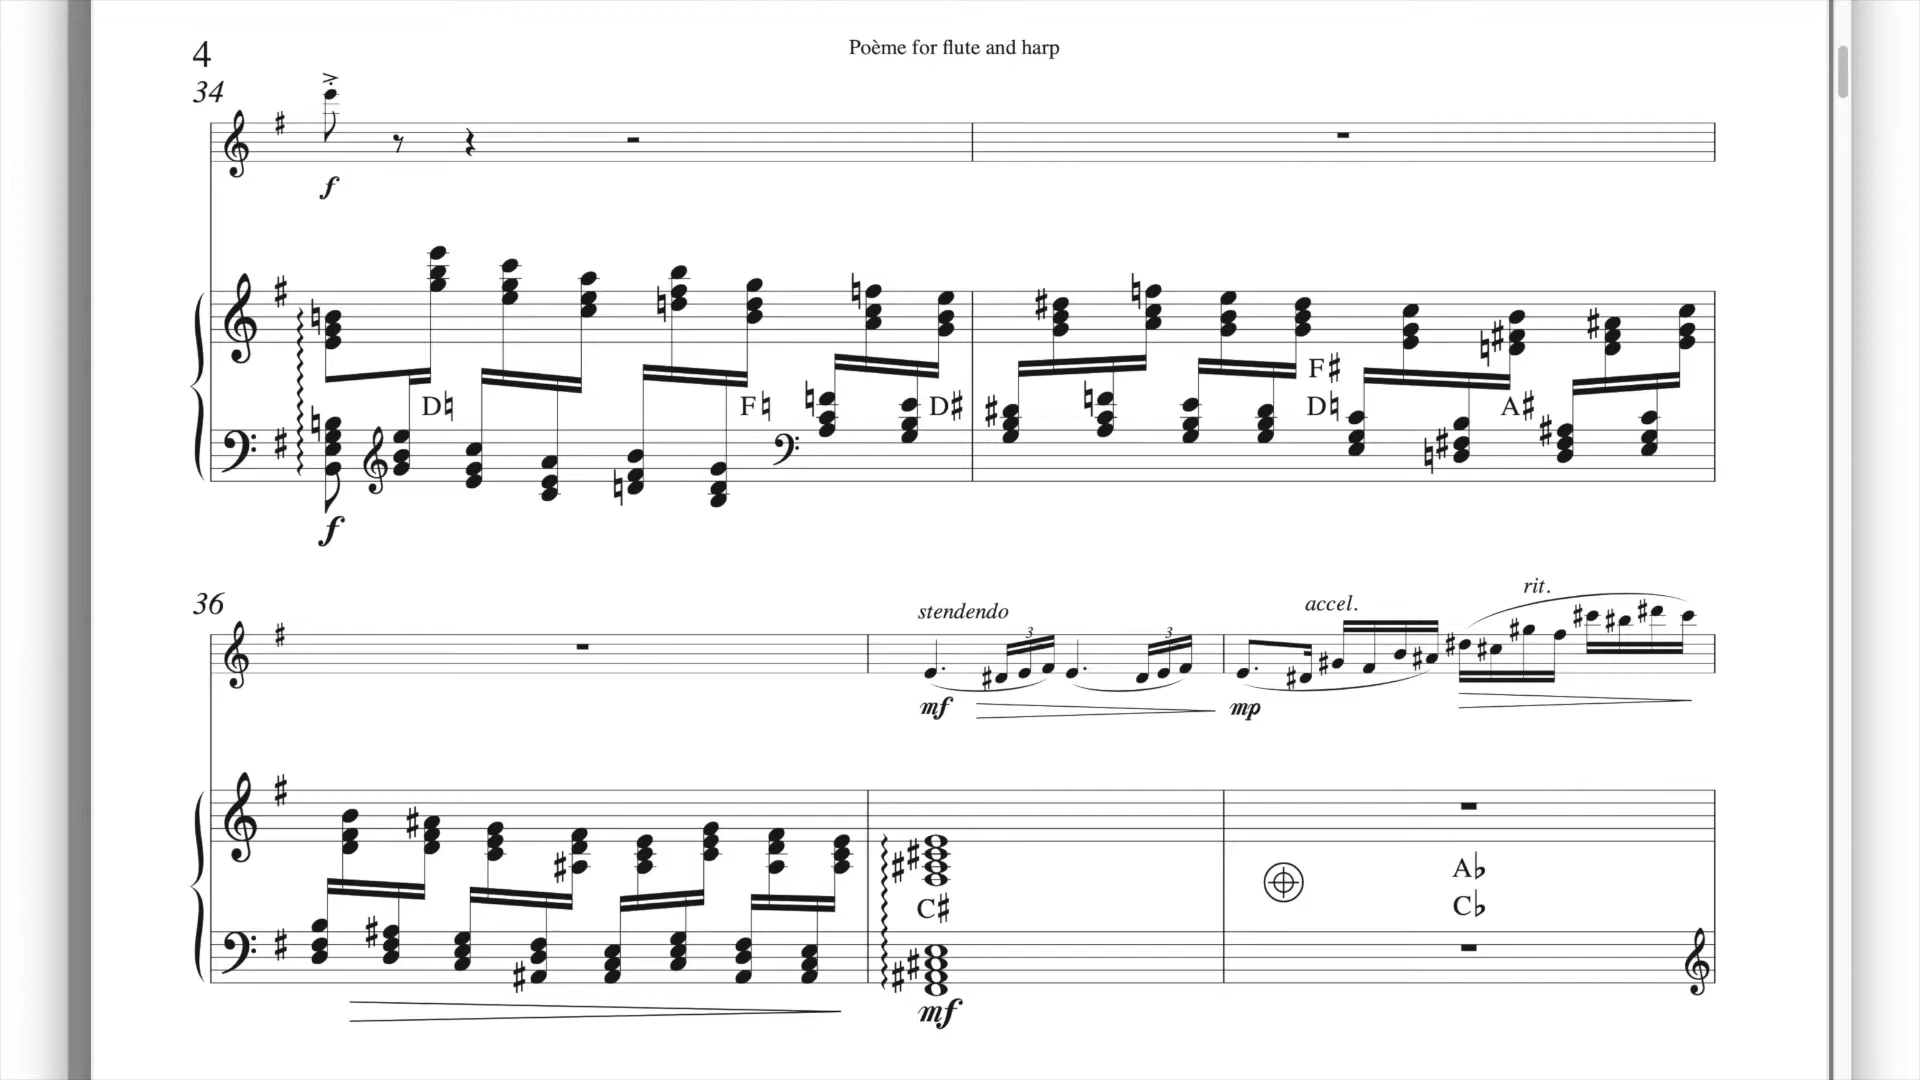 4
Poème for flute and harp
34
f
F♯
D♮
F♮
D♯
D♮
A♯
f
36
stendendo
accel.
rit.
3
3
mf
mp
A♭
C♯
C♭
mf